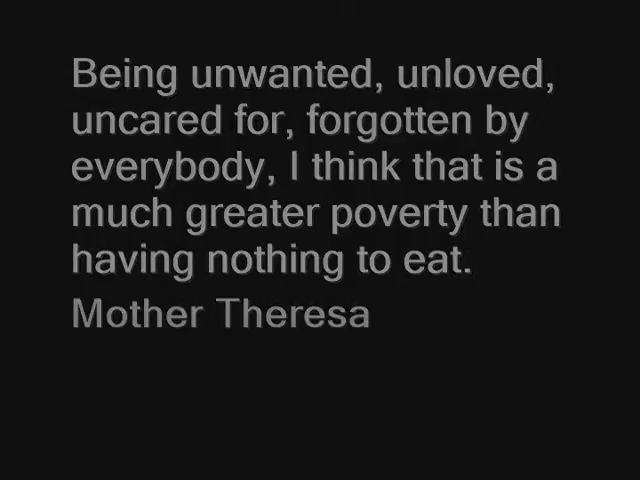 Being unwanted, unloved,
uncared for, forgotten by
everybody, I think that is a
much greater poverty than
having nothing to eat.
Mother Theresa